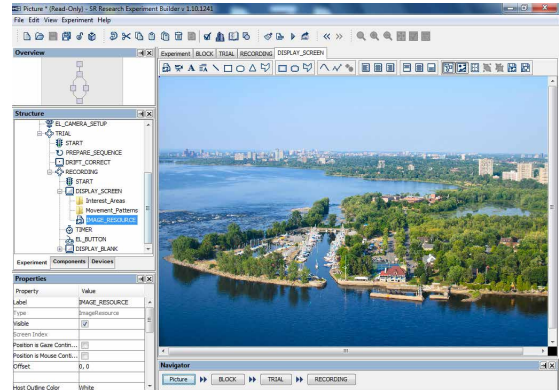 Picture * (Read-Only) - SR Research Experiment Builder v 1.10.1241
File Edit View Experiment Help
Overview
Experiment BLOCK TRIAL RECORDING DISPLAY_SCREEN
Structure
EL_CAMERA_SETUP
TRIAL
START
PREPARE_SEQUENCE
DRIFT_CORRECT
RECORDING
START
DISPLAY_SCREEN
Interest_Areas
Movement_Patterns
IMAGE_RESOURCE
TIMER
EL_BUTTON
DISPLAY_BLANK
Experiment Components Devices
Properties
Property Value
Label IMAGE_RESOURCE
Type ImageResource
Visible
Screen Index
Position is Gaze Contin...
Position is Mouse Conti...
Offset 0, 0
Host Outline Color White
Navigator
Picture BLOCK TRIAL RECORDING